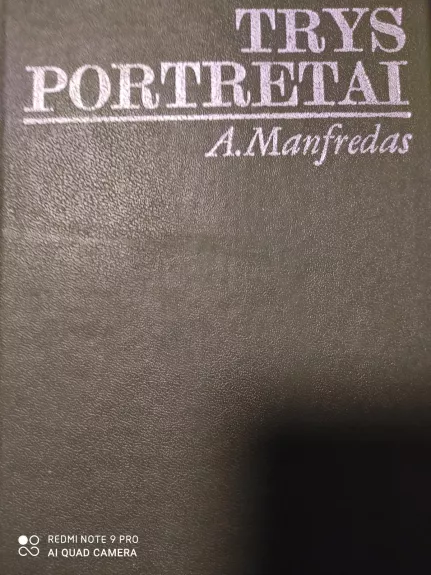 TRYS
PORTRETAI
A.Manfredas
REDMI NOTE 9 PRO
AI QUAD CAMERA